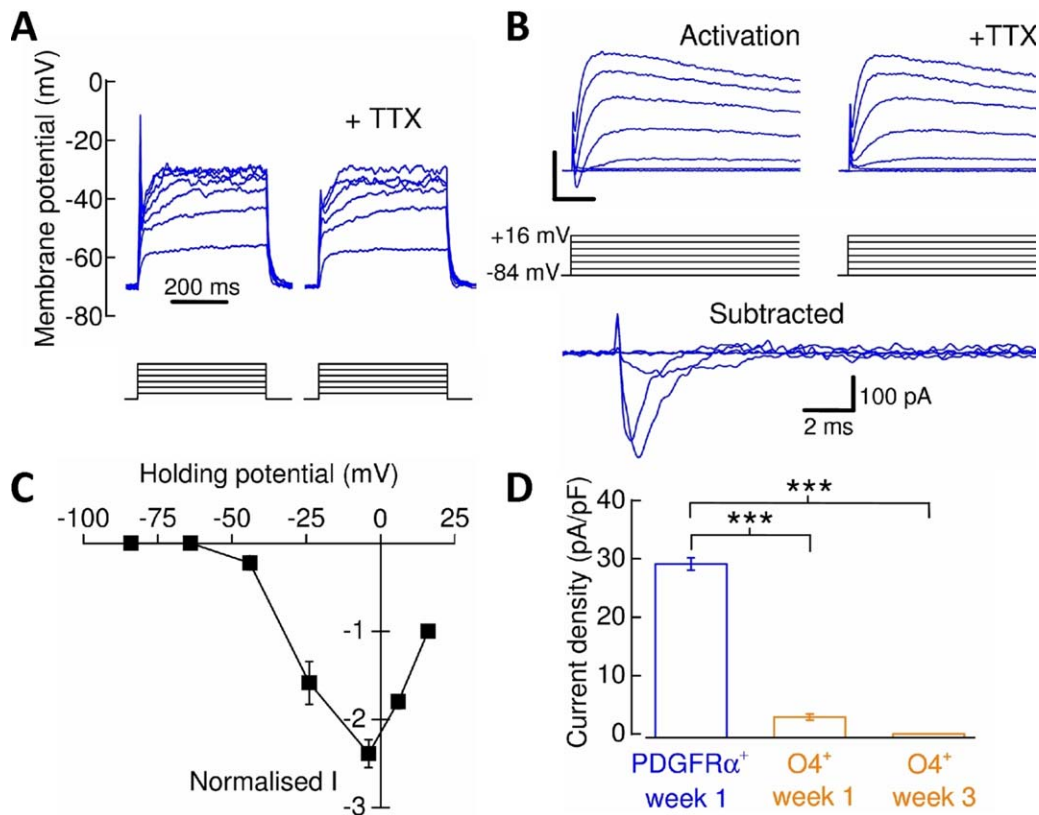 A
Membrane potential (mV)
0
-20
-40
-60
-80
+ TTX
200 ms
B
Activation
+TTX
+16 mV
-84 mV
Subtracted
100 pA
2 ms
C
Holding potential (mV)
-100 -75 -50 -25 0 25
-1
-2
-3
Normalised I
D
Current density (pA/pF)
40
30
20
10
0
***
***
PDGFRα⁺ O4⁺ O4⁺
week 1 week 1 week 3